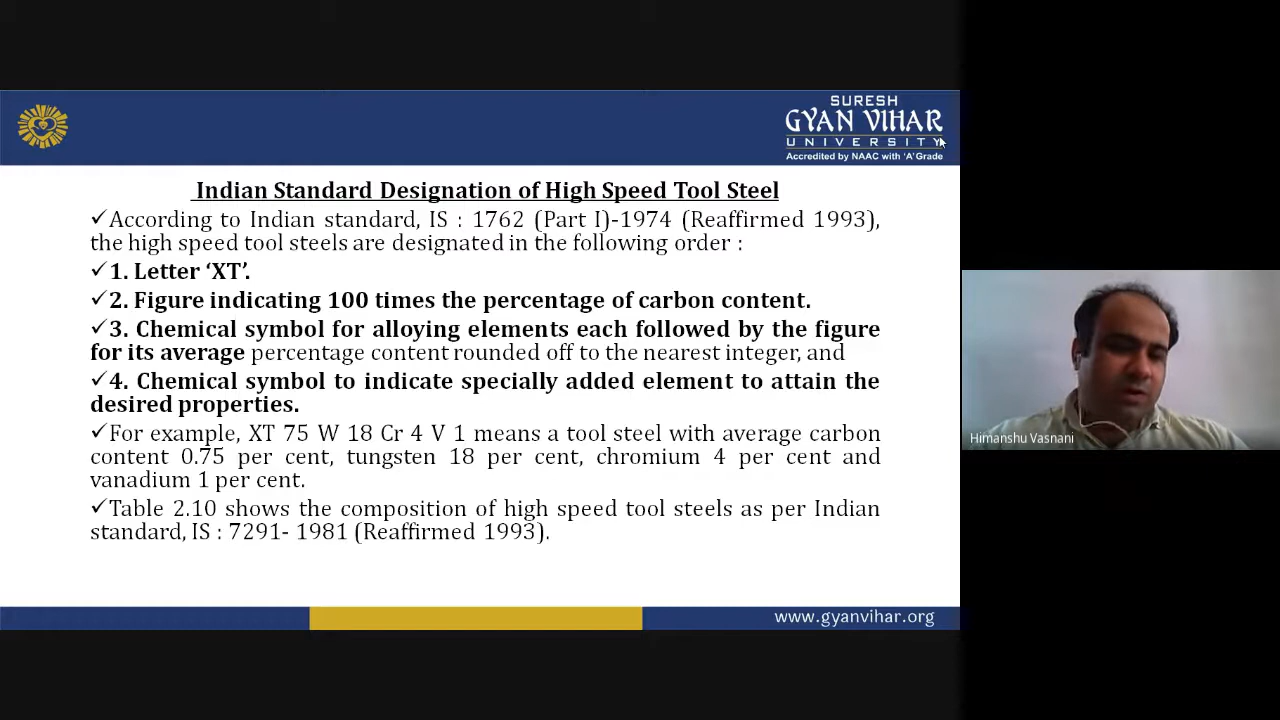 SURESH
GYAN VIHAR
UNIVERSITY
Accredited by NAAC with 'A' Grade
Indian Standard Designation of High Speed Tool Steel
✓According to Indian standard, IS : 1762 (Part I)-1974 (Reaffirmed 1993),
the high speed tool steels are designated in the following order :
✓1. Letter ‘XT’.
✓2. Figure indicating 100 times the percentage of carbon content.
✓3. Chemical symbol for alloying elements each followed by the figure
for its average percentage content rounded off to the nearest integer, and
✓4. Chemical symbol to indicate specially added element to attain the
desired properties.
✓For example, XT 75 W 18 Cr 4 V 1 means a tool steel with average carbon
content 0.75 per cent, tungsten 18 per cent, chromium 4 per cent and
vanadium 1 per cent.
✓Table 2.10 shows the composition of high speed tool steels as per Indian
standard, IS : 7291- 1981 (Reaffirmed 1993).
www.gyanvihar.org
Himanshu Vasnani